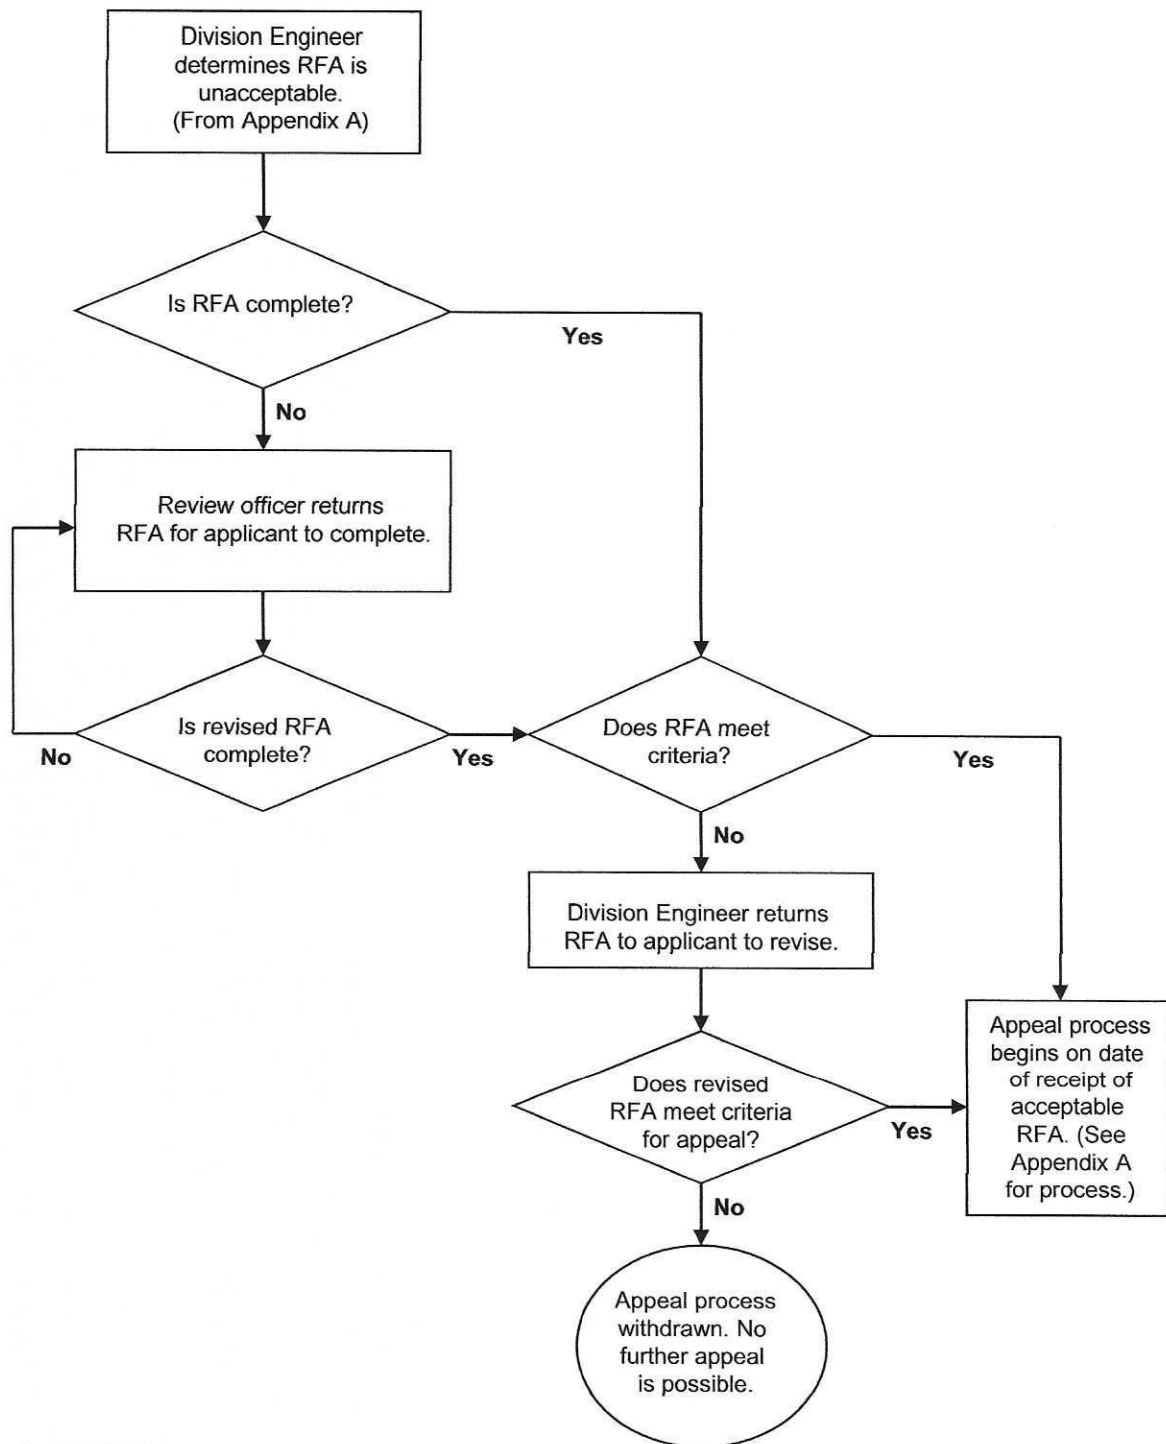 Division Engineer
determines RFA is
unacceptable.
(From Appendix A)
Is RFA complete?
Yes
No
Review officer returns
RFA for applicant to complete.
Is revised RFA
complete?
No
Yes
Does RFA meet
criteria?
Yes
No
Division Engineer returns
RFA to applicant to revise.
Does revised
RFA meet criteria
for appeal?
Yes
Appeal process
begins on date
of receipt of
acceptable
RFA. (See
Appendix A
for process.)
No
Appeal process
withdrawn. No
further appeal
is possible.